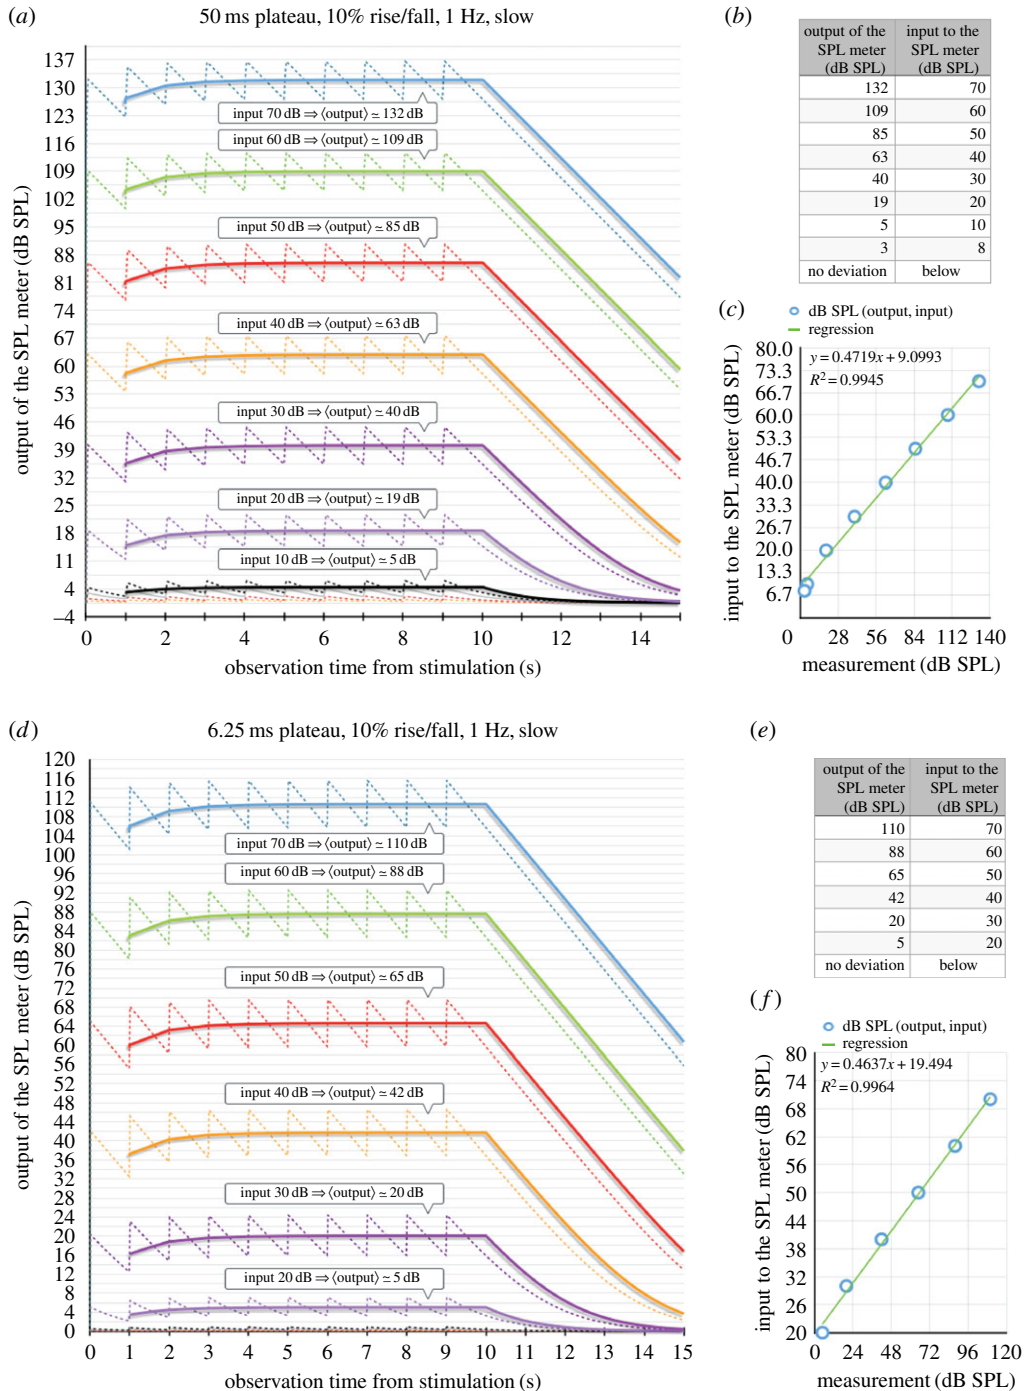 (a)
50 ms plateau, 10% rise/fall, 1 Hz, slow
output of the SPL meter (dB SPL)
137
130
123
116
109
102
95
88
81
74
67
60
53
46
39
32
25
18
11
4
–4
input 70 dB ⇒ ⟨output⟩ ≃ 132 dB
input 60 dB ⇒ ⟨output⟩ ≃ 109 dB
input 50 dB ⇒ ⟨output⟩ ≃ 85 dB
input 40 dB ⇒ ⟨output⟩ ≃ 63 dB
input 30 dB ⇒ ⟨output⟩ ≃ 40 dB
input 20 dB ⇒ ⟨output⟩ ≃ 19 dB
input 10 dB ⇒ ⟨output⟩ ≃ 5 dB
0 2 4 6 8 10 12 14
observation time from stimulation (s)
(b)
output of the SPL meter (dB SPL) input to the SPL meter (dB SPL)
132 70
109 60
85 50
63 40
40 30
19 20
5 10
3 8
no deviation below
(c)
dB SPL (output, input)
regression
y = 0.4719x + 9.0993
R² = 0.9945
input to the SPL meter (dB SPL)
80.0
73.3
66.7
60.0
53.3
46.7
40.0
33.3
26.7
20.0
13.3
6.7
0 28 56 84 112 140
measurement (dB SPL)
(d)
6.25 ms plateau, 10% rise/fall, 1 Hz, slow
output of the SPL meter (dB SPL)
120
116
112
108
104
100
96
92
88
84
80
76
72
68
64
60
56
52
48
44
40
36
32
28
24
20
16
12
8
4
0
input 70 dB ⇒ ⟨output⟩ ≃ 110 dB
input 60 dB ⇒ ⟨output⟩ ≃ 88 dB
input 50 dB ⇒ ⟨output⟩ ≃ 65 dB
input 40 dB ⇒ ⟨output⟩ ≃ 42 dB
input 30 dB ⇒ ⟨output⟩ ≃ 20 dB
input 20 dB ⇒ ⟨output⟩ ≃ 5 dB
0 1 2 3 4 5 6 7 8 9 10 11 12 13 14 15
observation time from stimulation (s)
(e)
output of the SPL meter (dB SPL) input to the SPL meter (dB SPL)
110 70
88 60
65 50
42 40
20 30
5 20
no deviation below
(f)
dB SPL (output, input)
regression
y = 0.4637x + 19.494
R² = 0.9964
input to the SPL meter (dB SPL)
80
74
68
62
56
50
44
38
32
26
20
0 24 48 72 96 120
measurement (dB SPL)